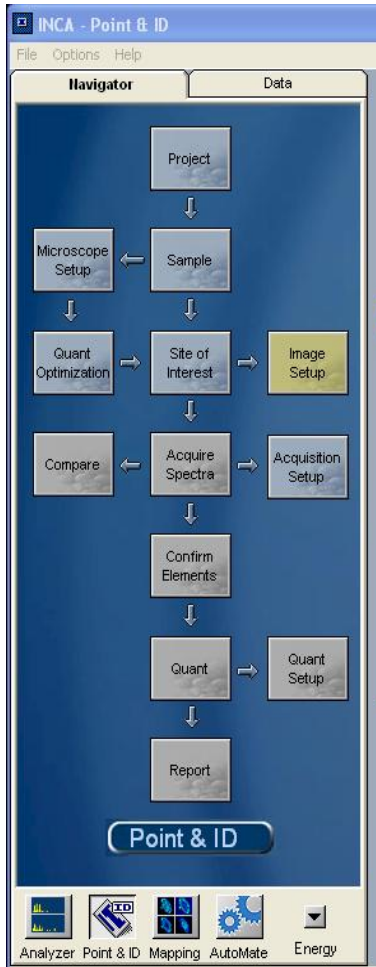 INCA - Point & ID
File Options Help
Navigator Data
Project
Microscope
Setup
Sample
Quant
Optimization
Site of
Interest
Image
Setup
Compare
Acquire
Spectra
Acquisition
Setup
Confirm
Elements
Quant
Quant
Setup
Report
Point & ID
ID
Analyzer Point & ID Mapping AutoMate Energy